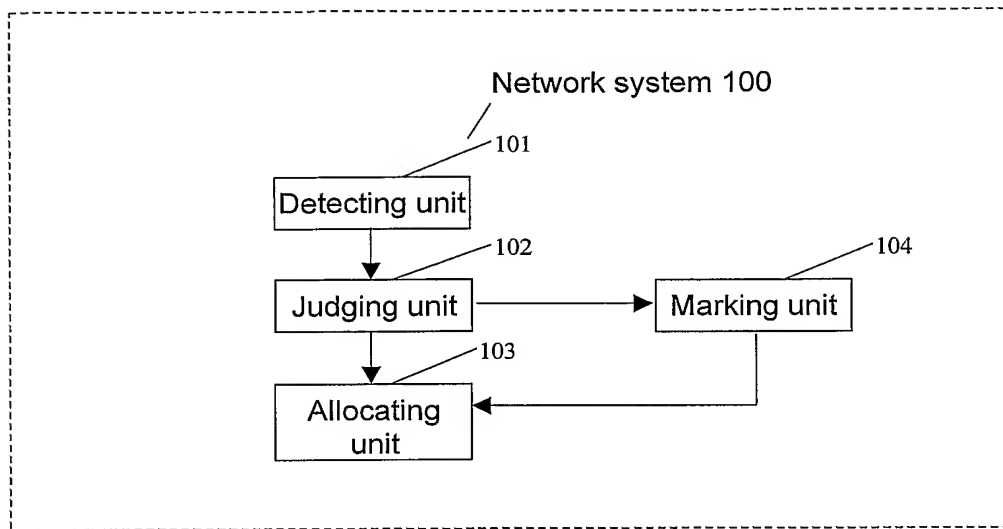 Network system 100
101
Detecting unit
102
104
Judging unit
Marking unit
103
Allocating
unit